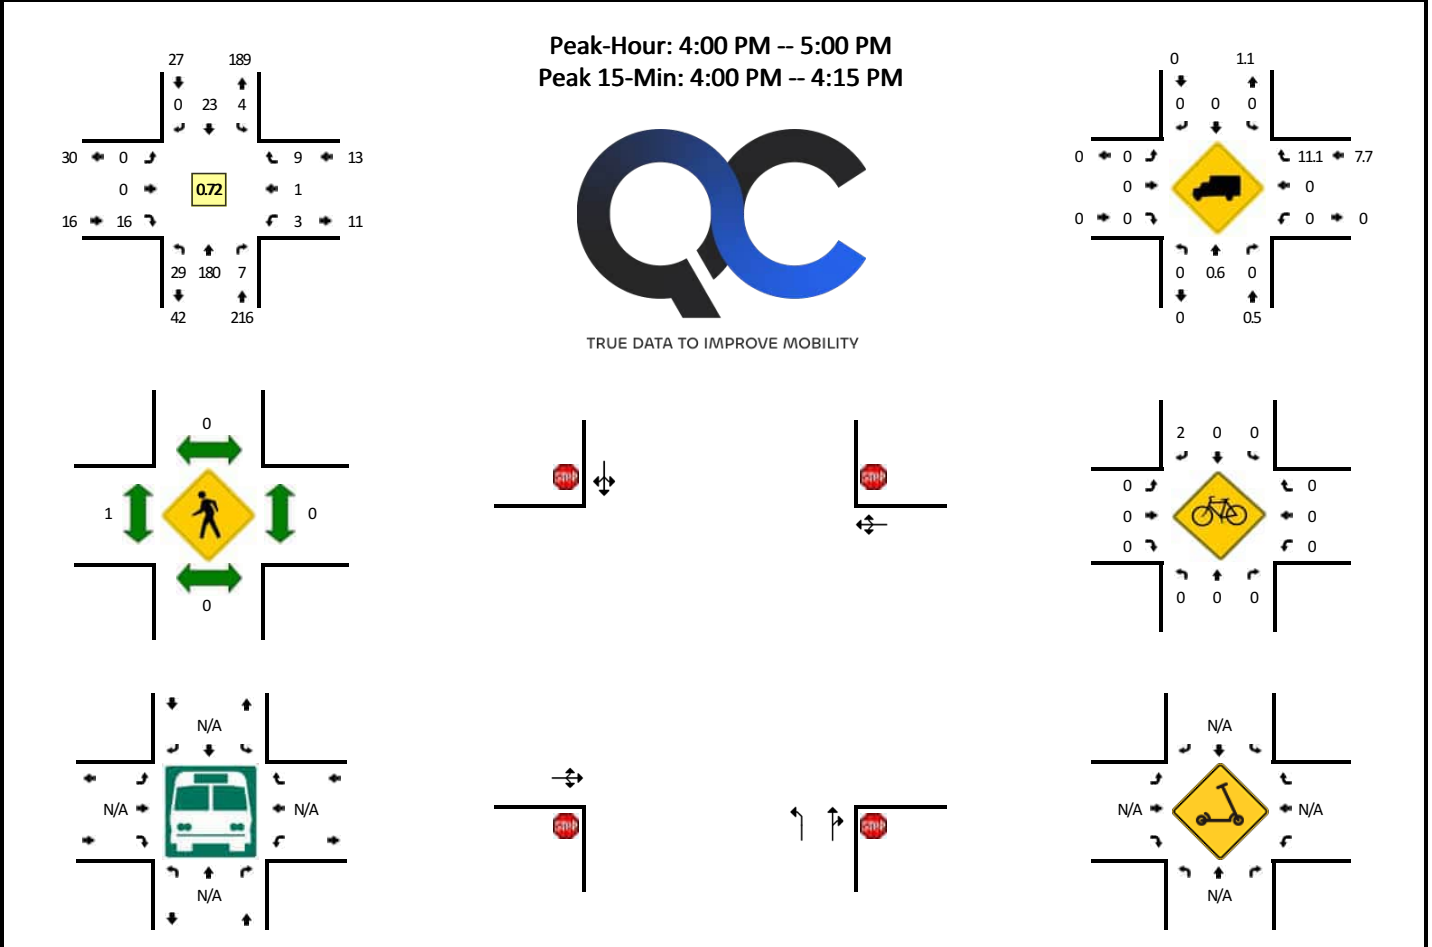 Peak-Hour: 4:00 PM -- 5:00 PM
Peak 15-Min: 4:00 PM -- 4:15 PM
27 189
0 23 4
30 0 9 13
0 0.72 1
16 16 3 11
29 180 7
42 216
TRUE DATA TO IMPROVE MOBILITY
0 1.1
0 0 0
0 0 11.1 7.7
0 0
0 0 0 0
0 0.6 0
0 0.5
0
1 0
0
STOP STOP
STOP STOP
2 0 0
0 0
0 0
0 0
0 0 0
N/A
N/A N/A
N/A
N/A
N/A N/A
N/A